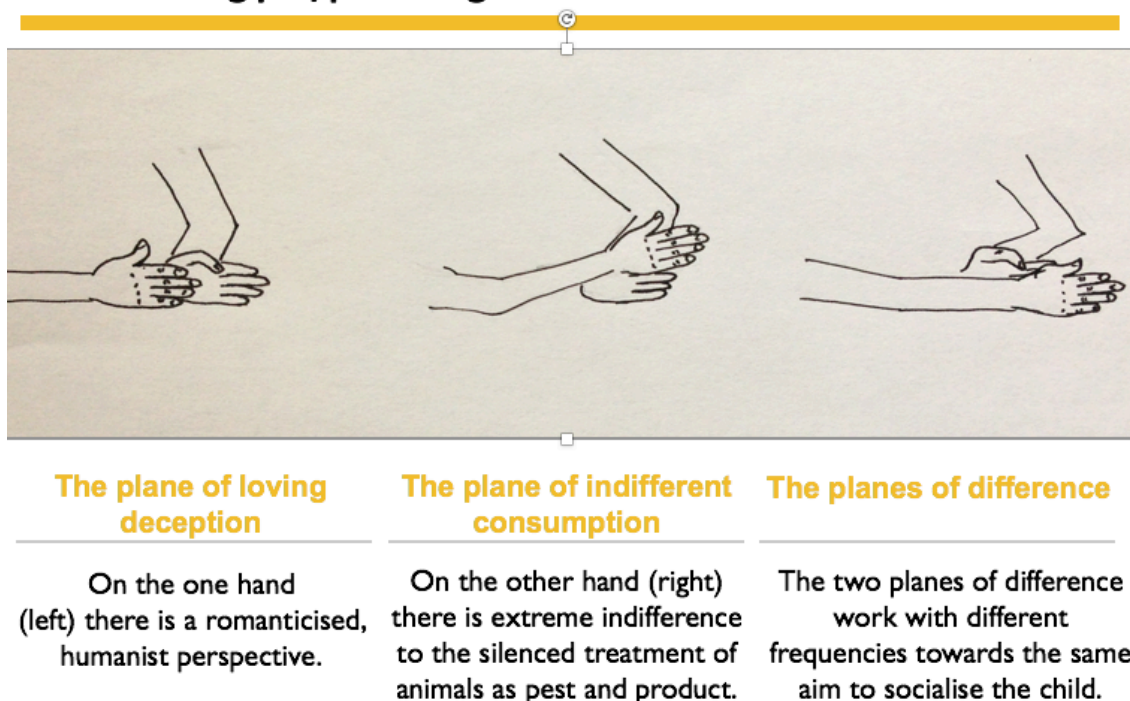 The plane of loving
deception
On the one hand
(left) there is a romanticised,
humanist perspective.
The plane of indifferent
consumption
On the other hand (right)
there is extreme indifference
to the silenced treatment of
animals as pest and product.
The planes of difference
The two planes of difference
work with different
frequencies towards the same
aim to socialise the child.